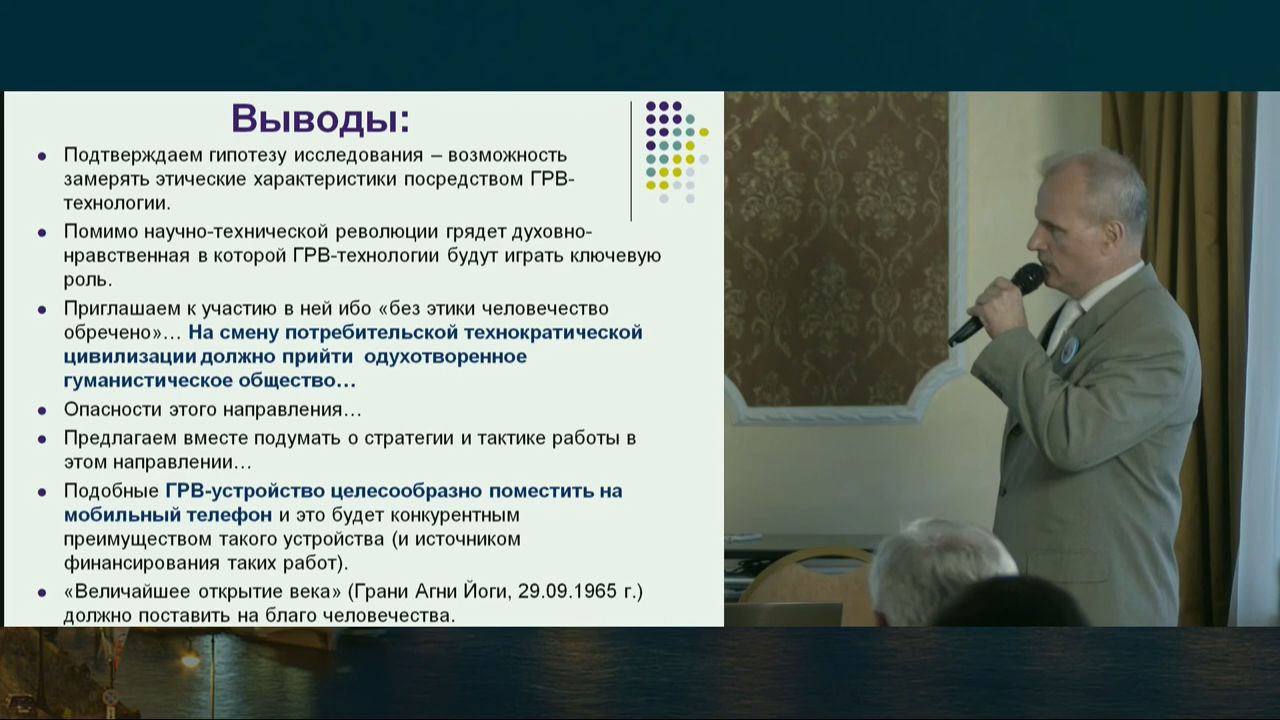 Выводы:
Подтверждаем гипотезу исследования – возможность
замерять этические характеристики посредством ГРВ-
технологии.
Помимо научно-технической революции грядет духовно-
нравственная в которой ГРВ-технологии будут играть ключевую
роль.
Приглашаем к участию в ней ибо «без этики человечество
обречено»… На смену потребительской технократической
цивилизации должно прийти одухотворенное
гуманистическое общество…
Опасности этого направления…
Предлагаем вместе подумать о стратегии и тактике работы в
этом направлении…
Подобные ГРВ-устройство целесообразно поместить на
мобильный телефон и это будет конкурентным
преимуществом такого устройства (и источником
финансирования таких работ).
«Величайшее открытие века» (Грани Агни Йоги, 29.09.1965 г.)
должно поставить на благо человечества.